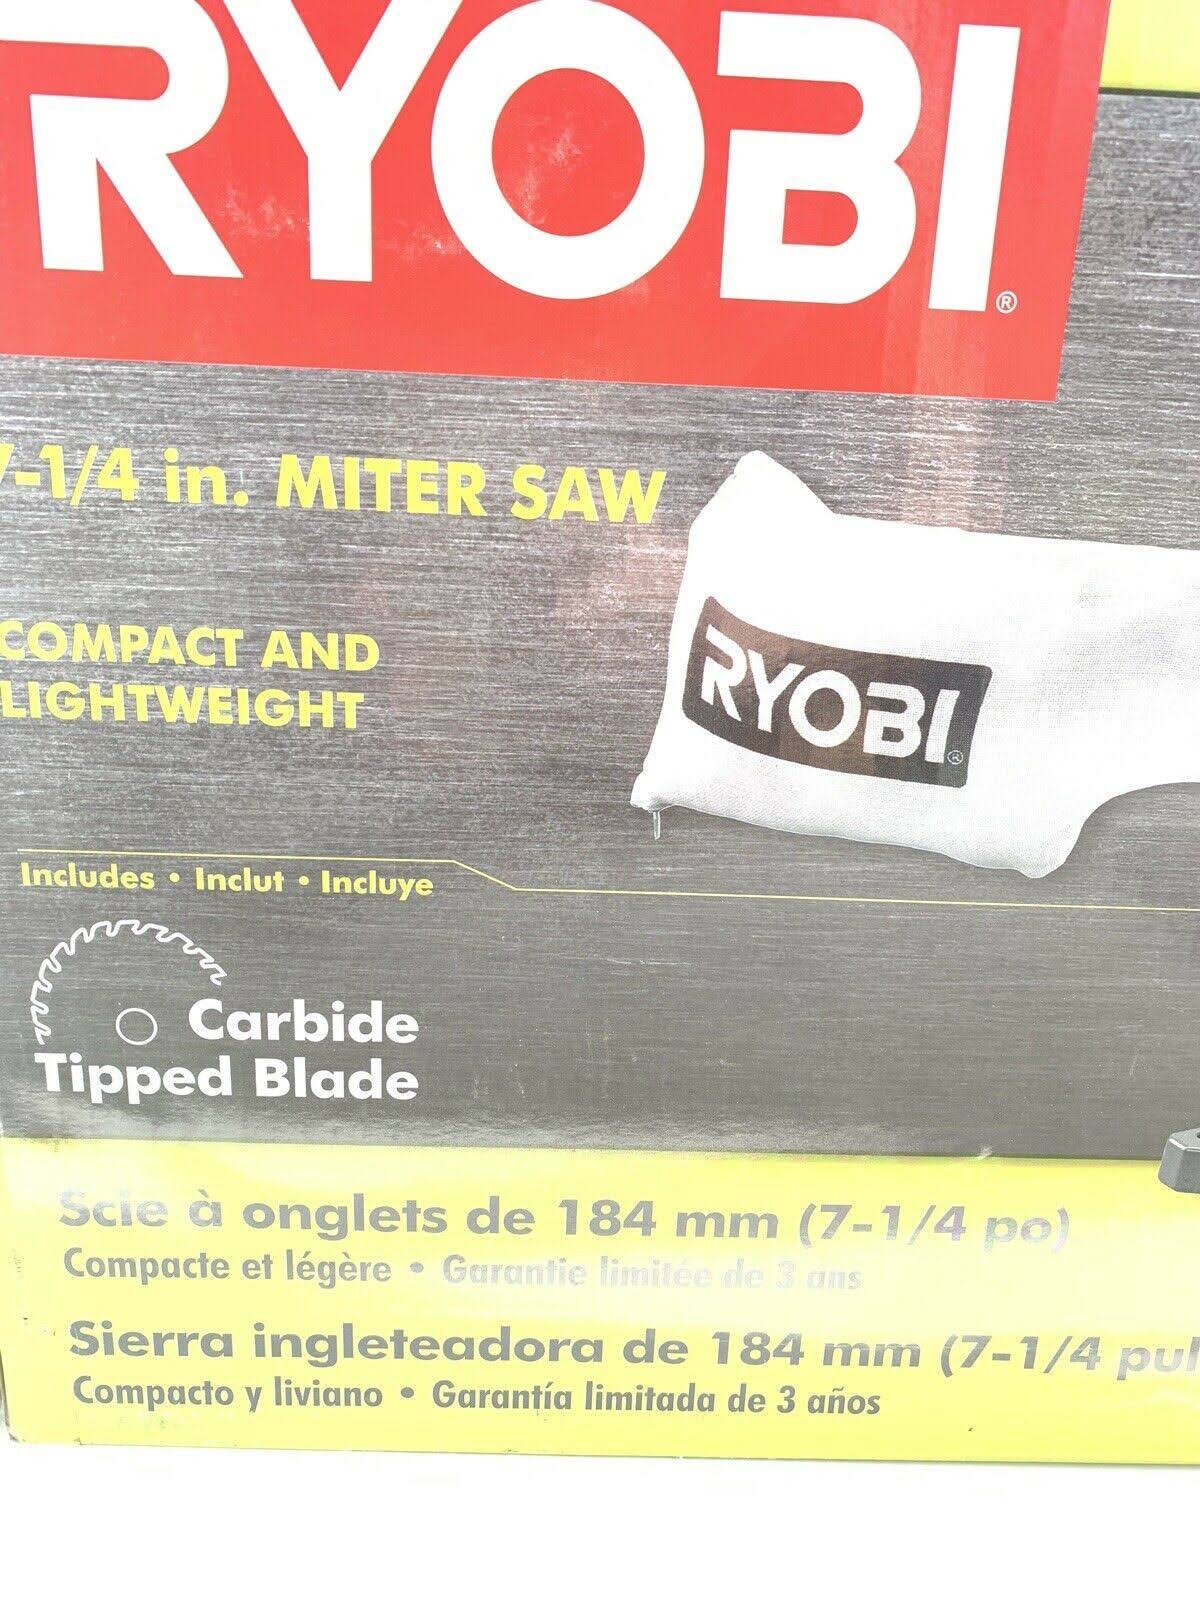 RYOBI®
7-1/4 in. MITER SAW
COMPACT AND
LIGHTWEIGHT
RYOBI®
Includes • Inclut • Incluye
Carbide
Tipped Blade
Scie à onglets de 184 mm (7-1/4 po)
Compacte et légère • Garantie limitée de 3 ans
Sierra ingleteadora de 184 mm (7-1/4 pul
Compacto y liviano • Garantía limitada de 3 años